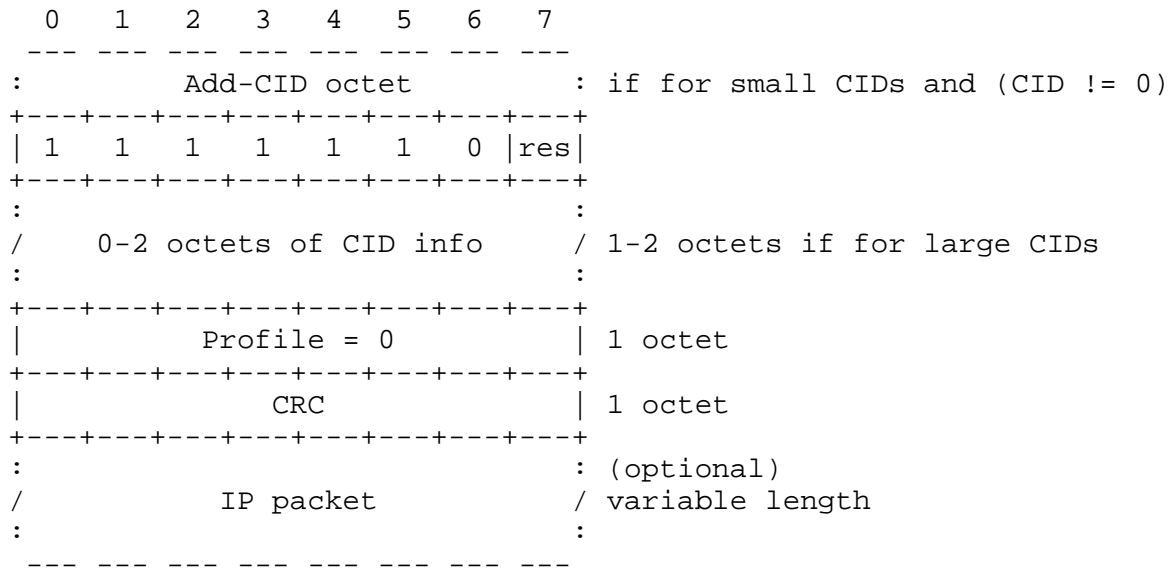 0   1   2   3   4   5   6   7
 --- --- --- --- --- --- --- ---
:         Add-CID octet         : if for small CIDs and (CID != 0)
+---+---+---+---+---+---+---+---+
| 1   1   1   1   1   1   0 |res|
+---+---+---+---+---+---+---+---+
:                               :
/    0-2 octets of CID info     / 1-2 octets if for large CIDs
:                               :
+---+---+---+---+---+---+---+---+
|          Profile = 0          | 1 octet
+---+---+---+---+---+---+---+---+
|              CRC              | 1 octet
+---+---+---+---+---+---+---+---+
:                               : (optional)
/           IP packet           / variable length
:                               :
 --- --- --- --- --- --- --- ---